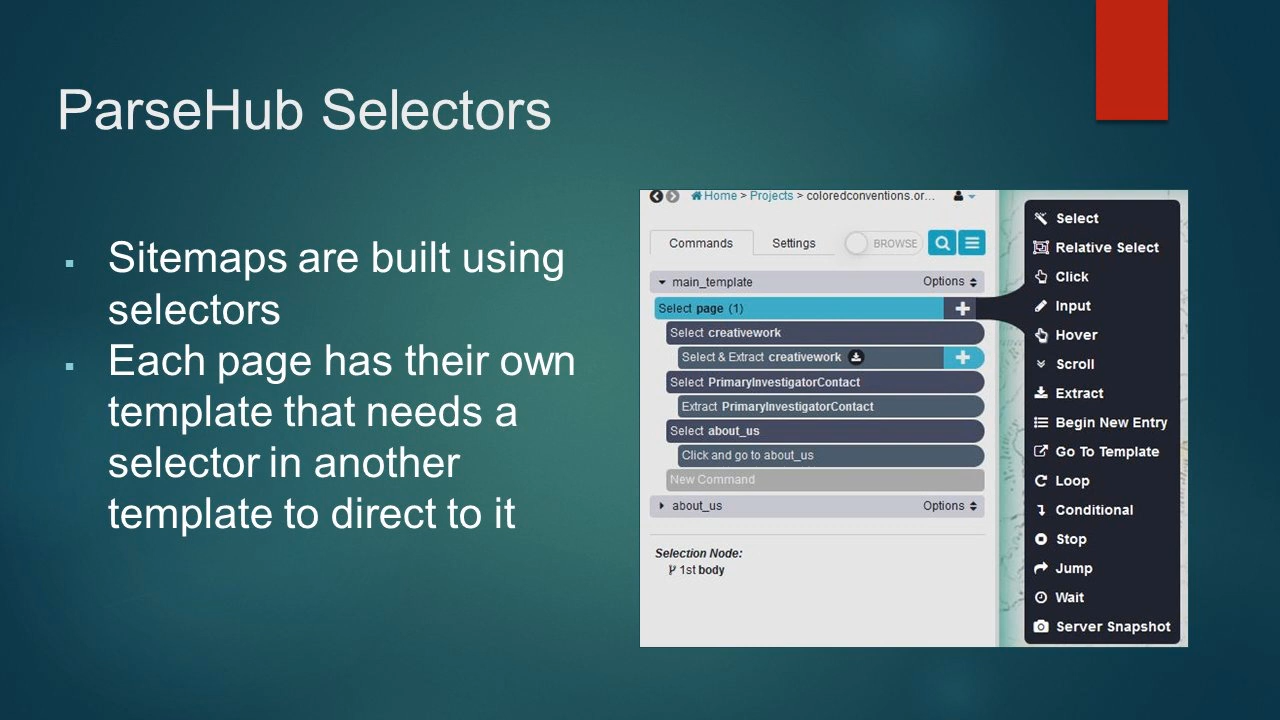 ParseHub Selectors
Sitemaps are built using
selectors
Each page has their own
template that needs a
selector in another
template to direct to it
Home > Projects > coloredconventions.or...
Commands
Settings
BROWSE
main_template
Options
Select page (1)
Select creativework
Select & Extract creativework
Select PrimaryInvestigatorContact
Extract PrimaryInvestigatorContact
Select about_us
Click and go to about_us
New Command
about_us
Options
Selection Node:
1st body
Select
Relative Select
Click
Input
Hover
Scroll
Extract
Begin New Entry
Go To Template
Loop
Conditional
Stop
Jump
Wait
Server Snapshot